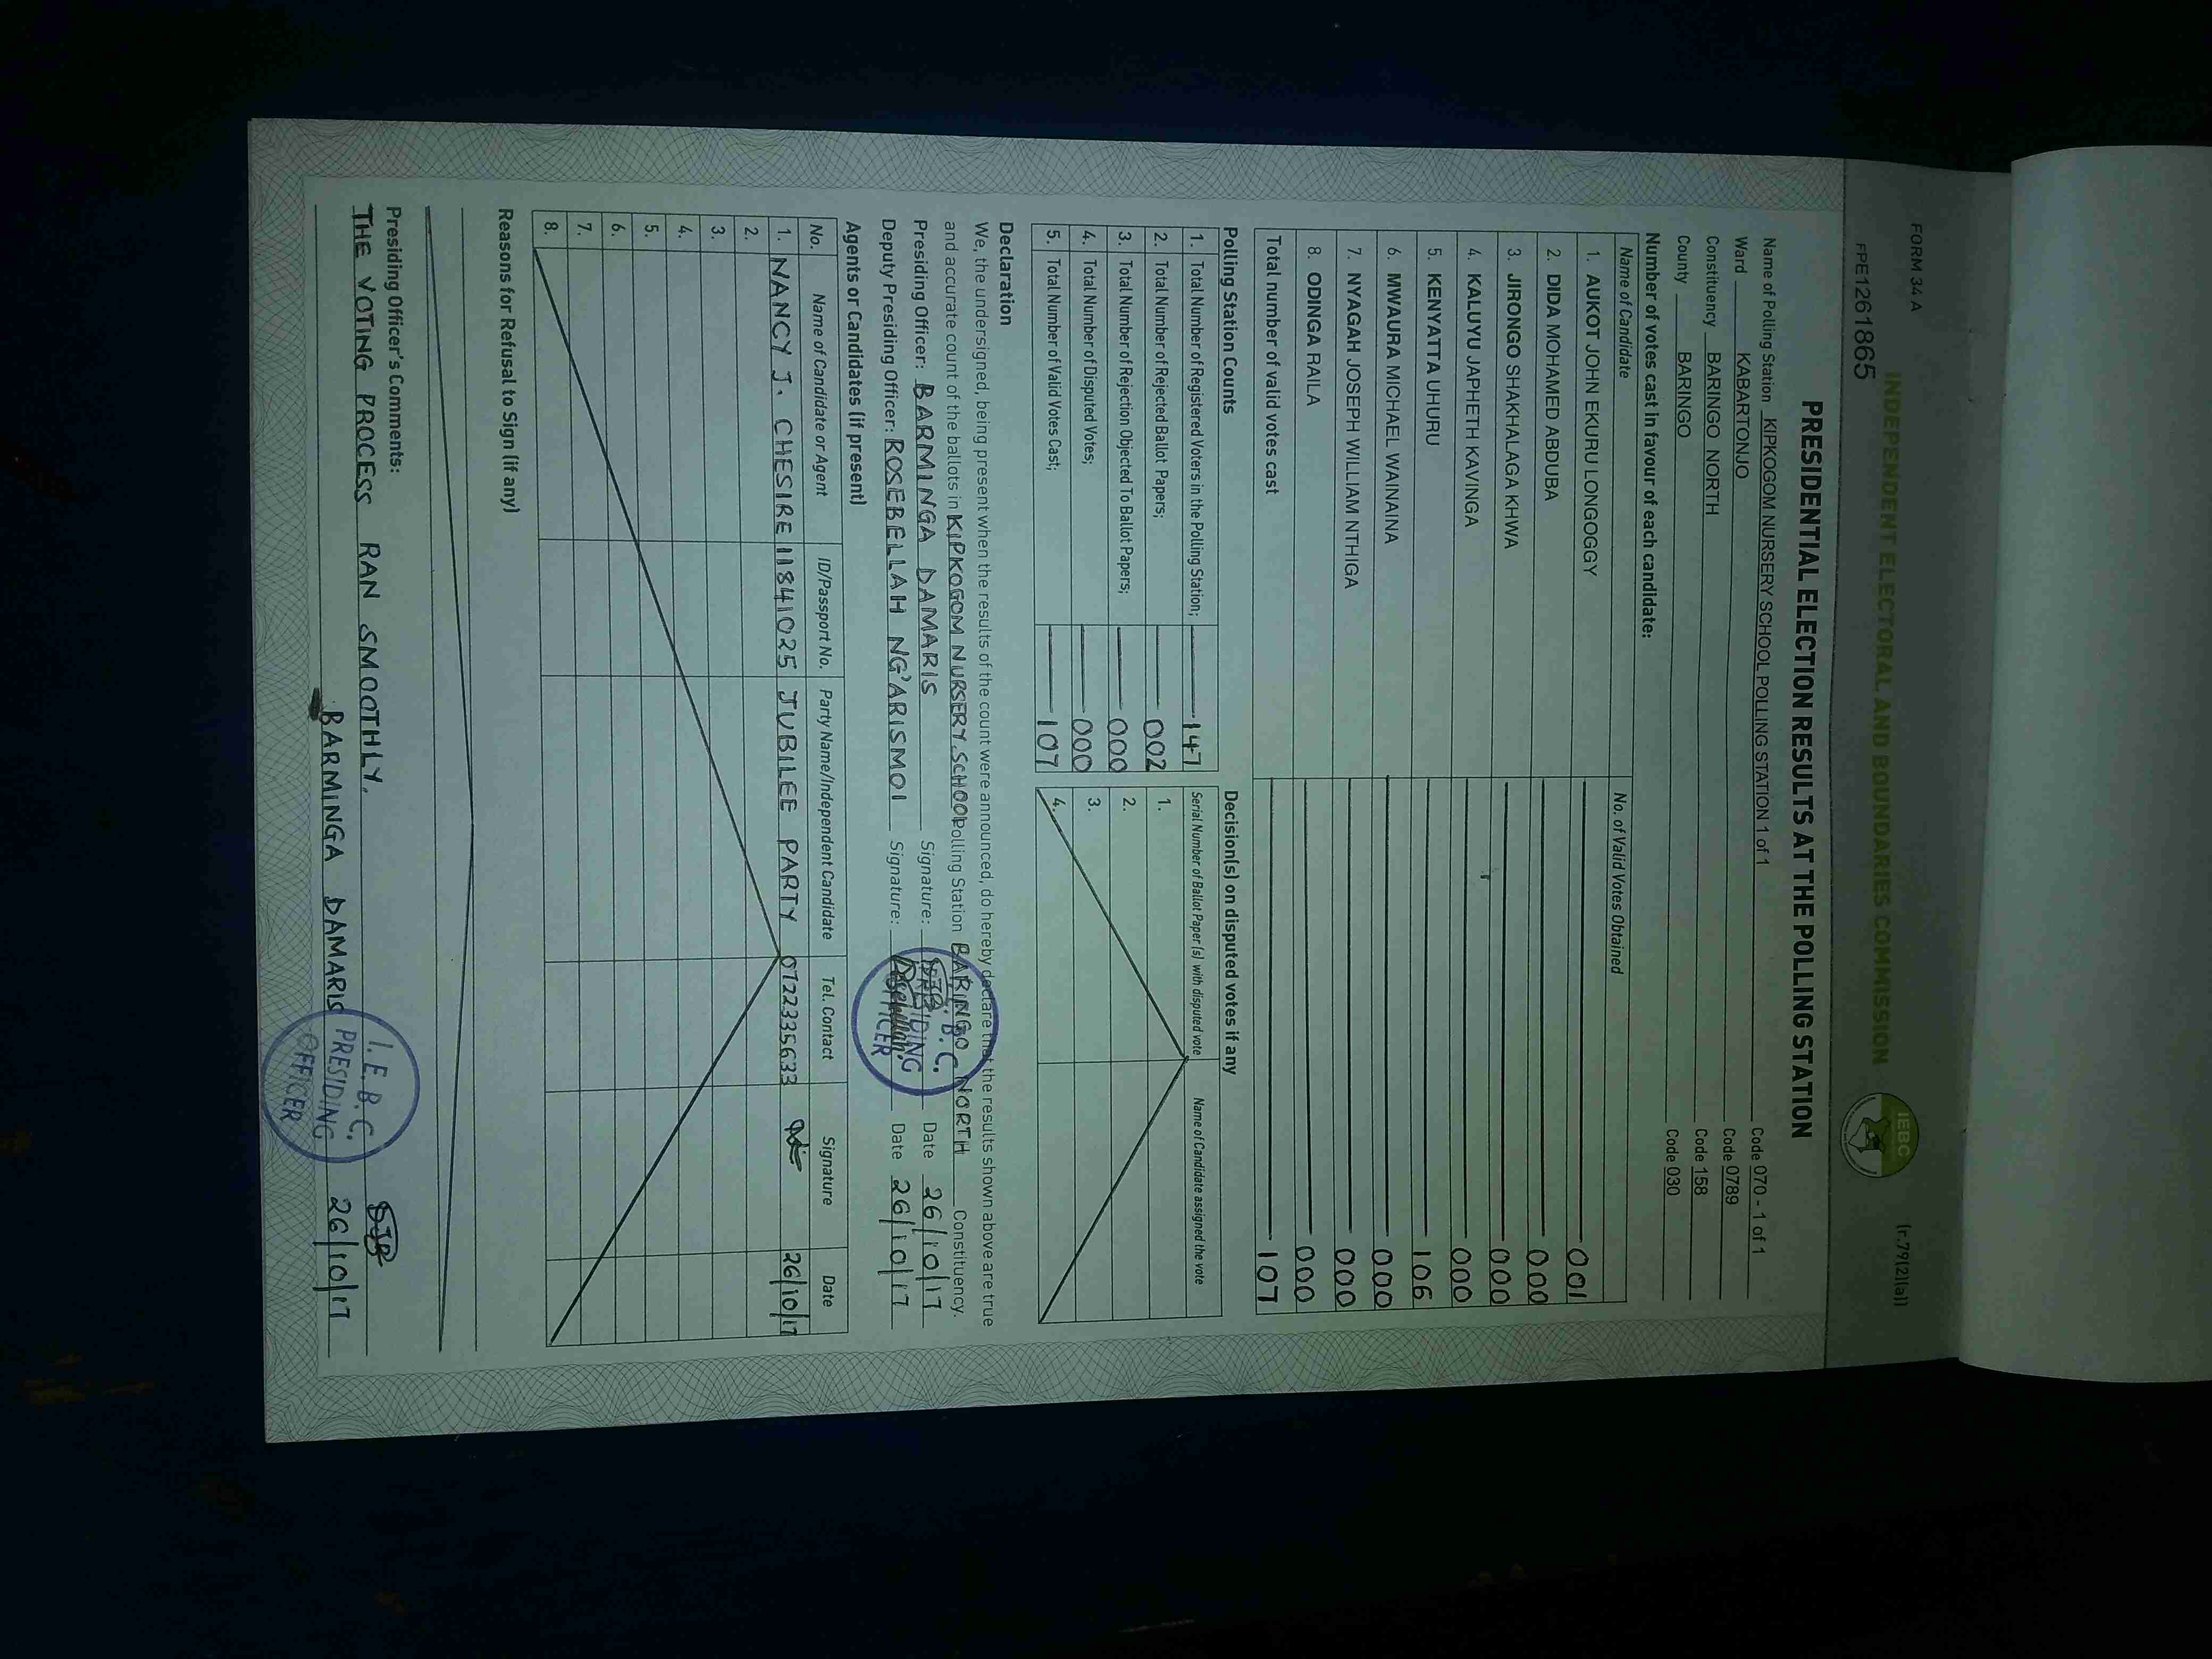 FORM 34 A
(r.79(2)(a))
INDEPENDENT ELECTORAL AND BOUNDARIES COMMISSION
IEBC
FPE1261865
PRESIDENTIAL ELECTION RESULTS AT THE POLLING STATION
Name of Polling Station KIPKOGOM NURSERY SCHOOL POLLING STATION 1 of 1 Code 070 - 1 of 1
Ward KABARTONJO Code 0789
Constituency BARINGO NORTH Code 158
County BARINGO Code 030
Number of votes cast in favour of each candidate:
Name of Candidate No. of Valid Votes Obtained
1. AUKOT JOHN EKURU LONGOGGY 001
2. DIDA MOHAMED ABDUBA 000
3. JIRONGO SHAKHALAGA KHWA 000
4. KALUYU JAPHETH KAVINGA 000
5. KENYATTA UHURU 106
6. MWAURA MICHAEL WAINAINA 000
7. NYAGAH JOSEPH WILLIAM NTHIGA 000
8. ODINGA RAILA 000
Total number of valid votes cast 107
Polling Station Counts
1. Total Number of Registered Voters in the Polling Station; 147
2. Total Number of Rejected Ballot Papers; 002
3. Total Number of Rejection Objected To Ballot Papers; 000
4. Total Number of Disputed Votes; 000
5. Total Number of Valid Votes Cast; 107
Decision(s) on disputed votes if any
Serial Number of Ballot Paper (s) with disputed vote Name of Candidate assigned the vote
1.
2.
3.
4.
Declaration
We, the undersigned, being present when the results of the count were announced, do hereby declare that the results shown above are true
and accurate count of the ballots in KIPKOGOM NURSERY SCHOOL Polling Station BARINGO NORTH Constituency.
Presiding Officer: BARMINGA DAMARIS Signature: Date 26/10/17
Deputy Presiding Officer: ROSEBELLAH NG'ARISMOI Signature: Date 26/10/17
I.E.B.C.
PRESIDING
OFFICER
Agents or Candidates (if present)
No. Name of Candidate or Agent ID/Passport No. Party Name/Independent Candidate Tel. Contact Signature Date
1. NANCY J. CHESIRE 11841025 JUBILEE PARTY 0722335633 26/10/17
2.
3.
4.
5.
6.
7.
8.
Reasons for Refusal to Sign (if any)
Presiding Officer's Comments:
THE VOTING PROCESS RAN SMOOTHLY.
BARMINGA DAMARIS 26/10/17
I.E.B.C.
PRESIDING
OFFICER